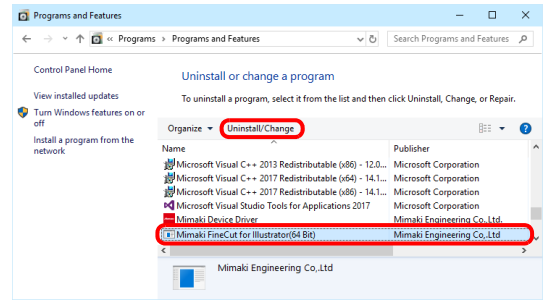 Programs and Features
« Programs > Programs and Features
Search Programs and Features
Control Panel Home
View installed updates
Turn Windows features on or
off
Install a program from the
network
Uninstall or change a program
To uninstall a program, select it from the list and then click Uninstall, Change, or Repair.
Organize Uninstall/Change
Name Publisher
Microsoft Visual C++ 2013 Redistributable (x86) - 12.0... Microsoft Corporation
Microsoft Visual C++ 2017 Redistributable (x64) - 14.1... Microsoft Corporation
Microsoft Visual C++ 2017 Redistributable (x86) - 14.1... Microsoft Corporation
Microsoft Visual Studio Tools for Applications 2017 Microsoft Corporation
Mimaki Device Driver Mimaki Engineering Co.,Ltd.
Mimaki FineCut for Illustrator(64 Bit) Mimaki Engineering Co,.Ltd
Mimaki Engineering Co,.Ltd